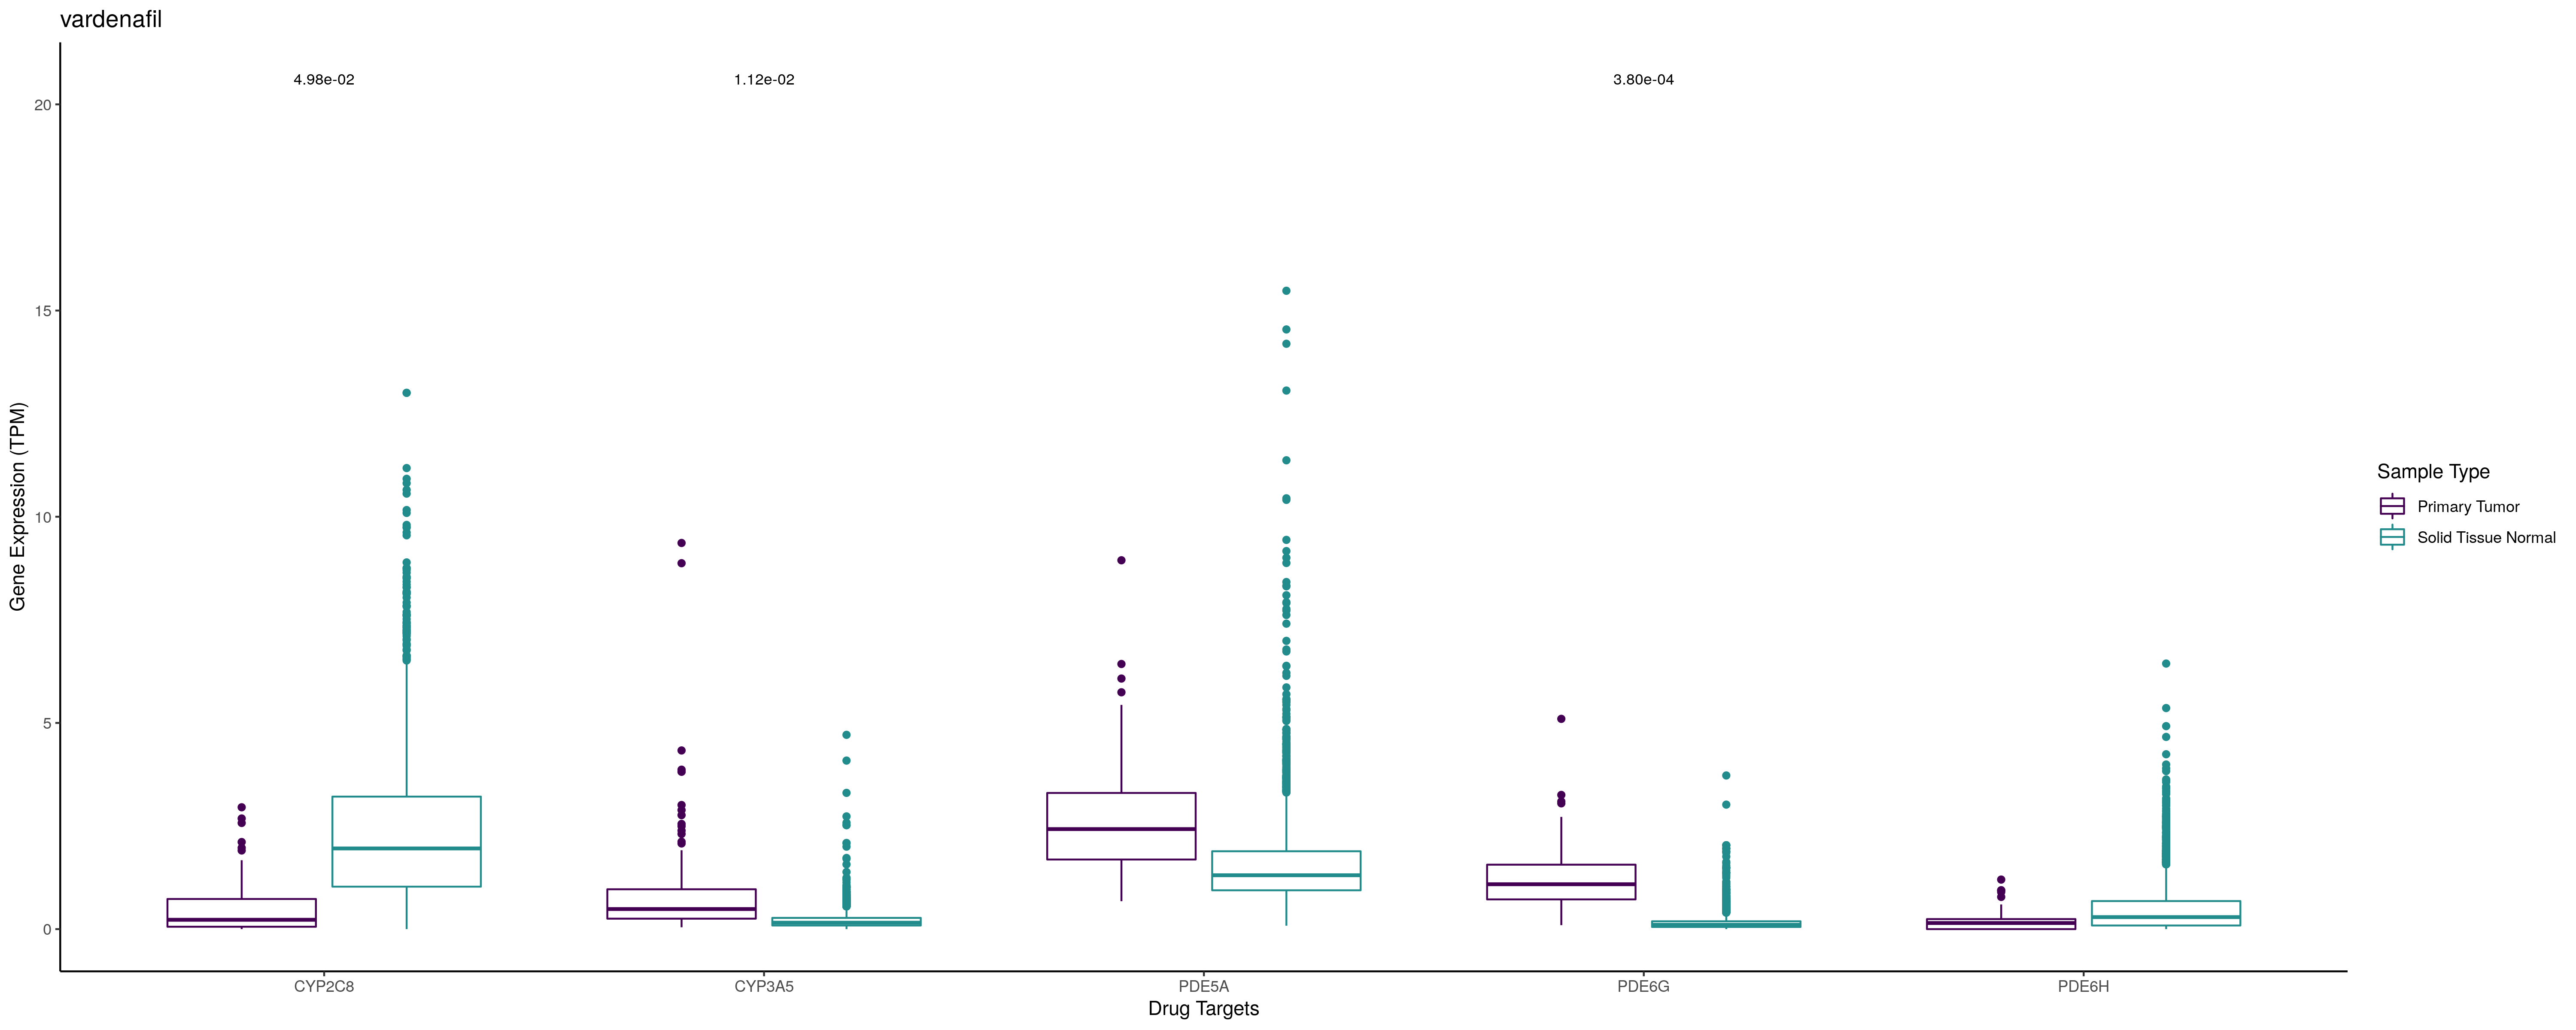 vardenafil
4.98e-02 1.12e-02 3.80e-04
20
15
10
5
0
Gene Expression (TPM)
CYP2C8 CYP3A5 PDE5A PDE6G PDE6H
Drug Targets
Sample Type
Primary Tumor
Solid Tissue Normal